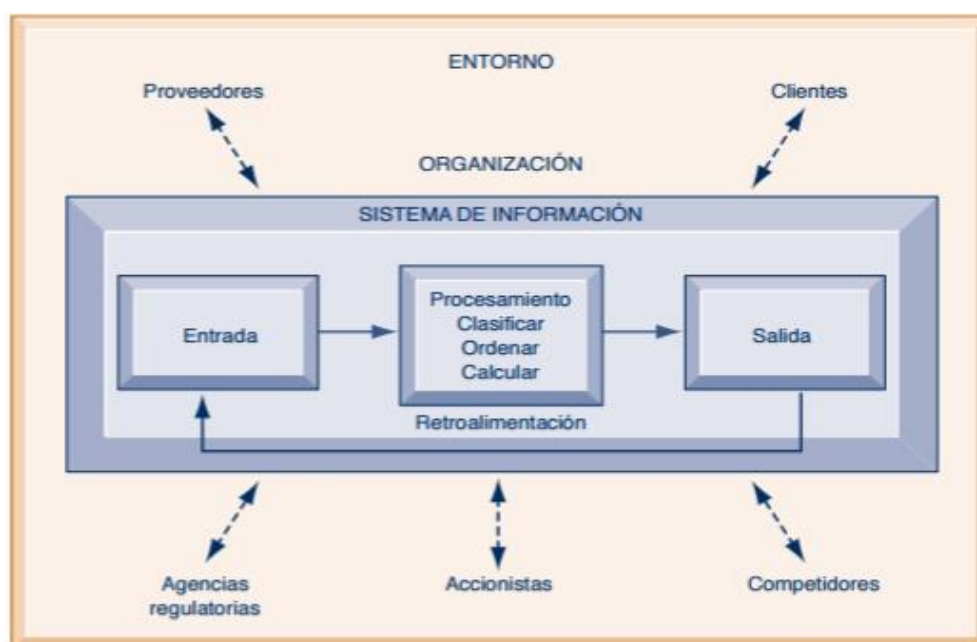 ENTORNO
Proveedores
Clientes
ORGANIZACIÓN
SISTEMA DE INFORMACIÓN
Entrada
Procesamiento
Clasificar
Ordenar
Calcular
Salida
Retroalimentación
Agencias
regulatorias
Accionistas
Competidores